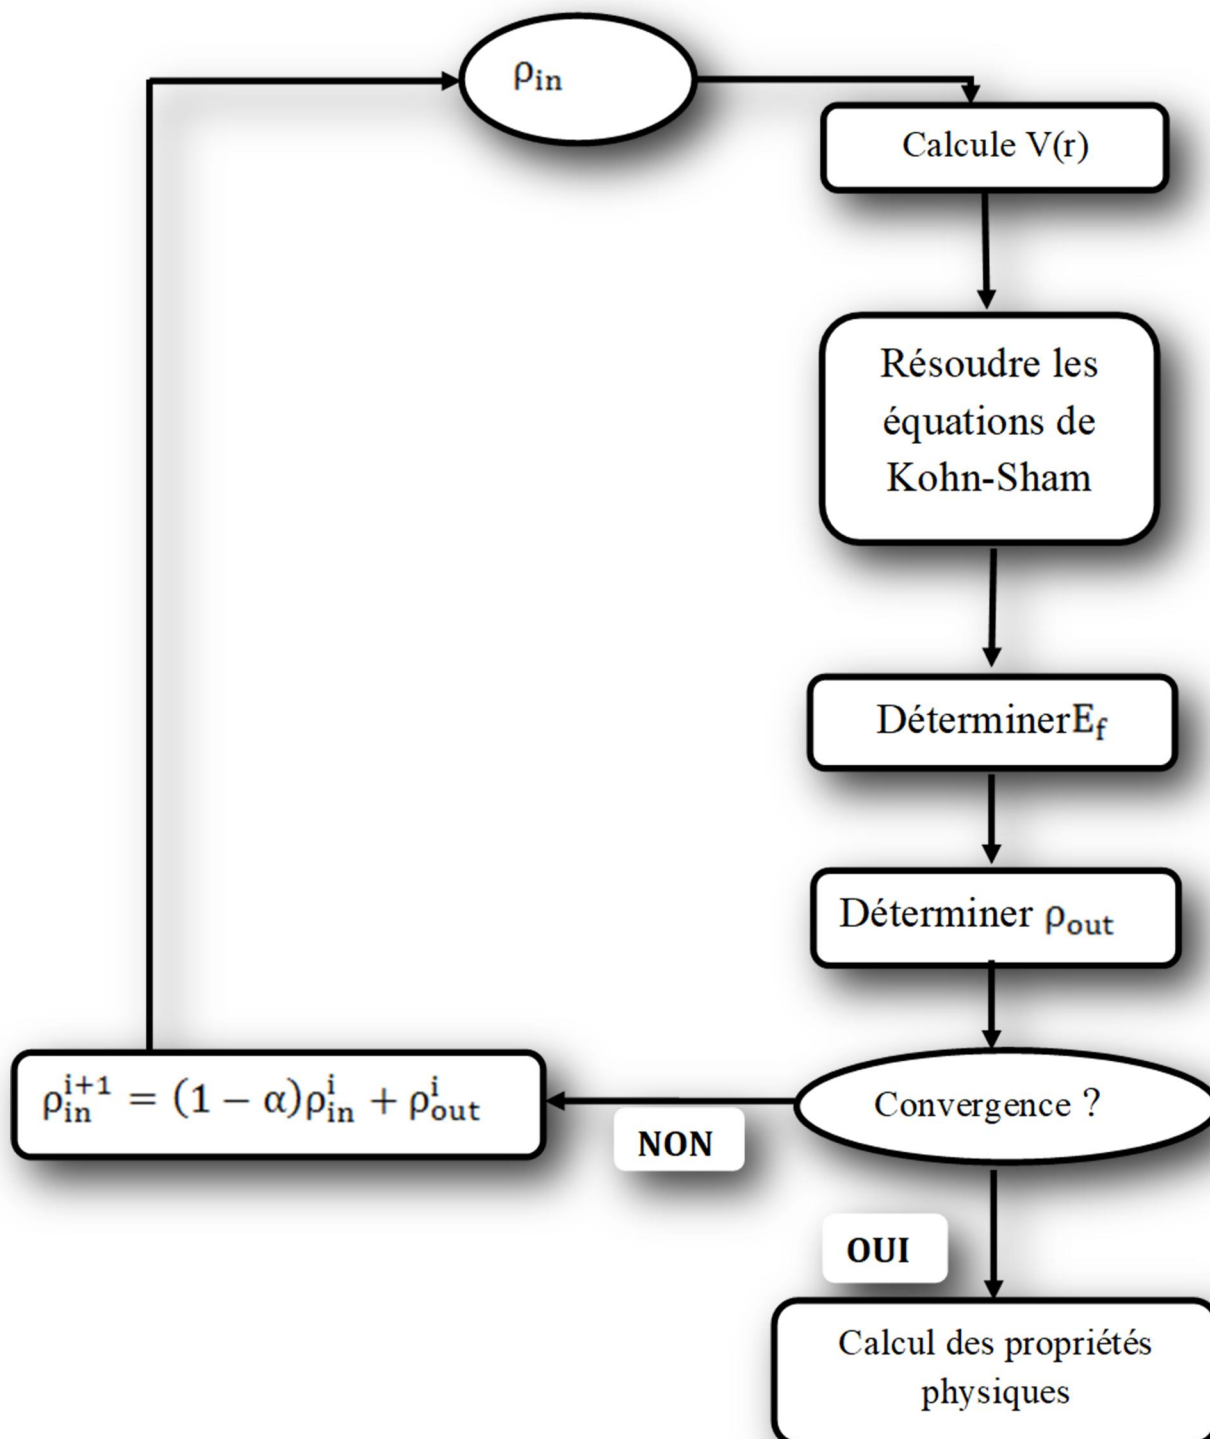 ρin
Calcule V(r)
Résoudre les
équations de
Kohn-Sham
DéterminerEf
Déterminer ρout
Convergence ?
ρin^i+1 = (1 − α)ρin^i + ρout^i
NON
OUI
Calcul des propriétés
physiques